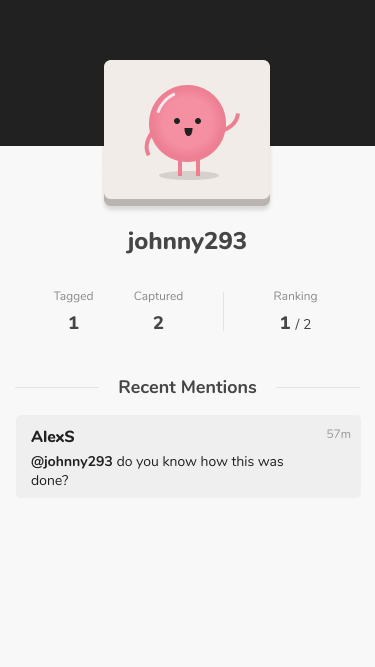 johnny293
Tagged Captured Ranking
1 2 1 / 2
Recent Mentions
AlexS 57m
@johnny293 do you know how this was
done?